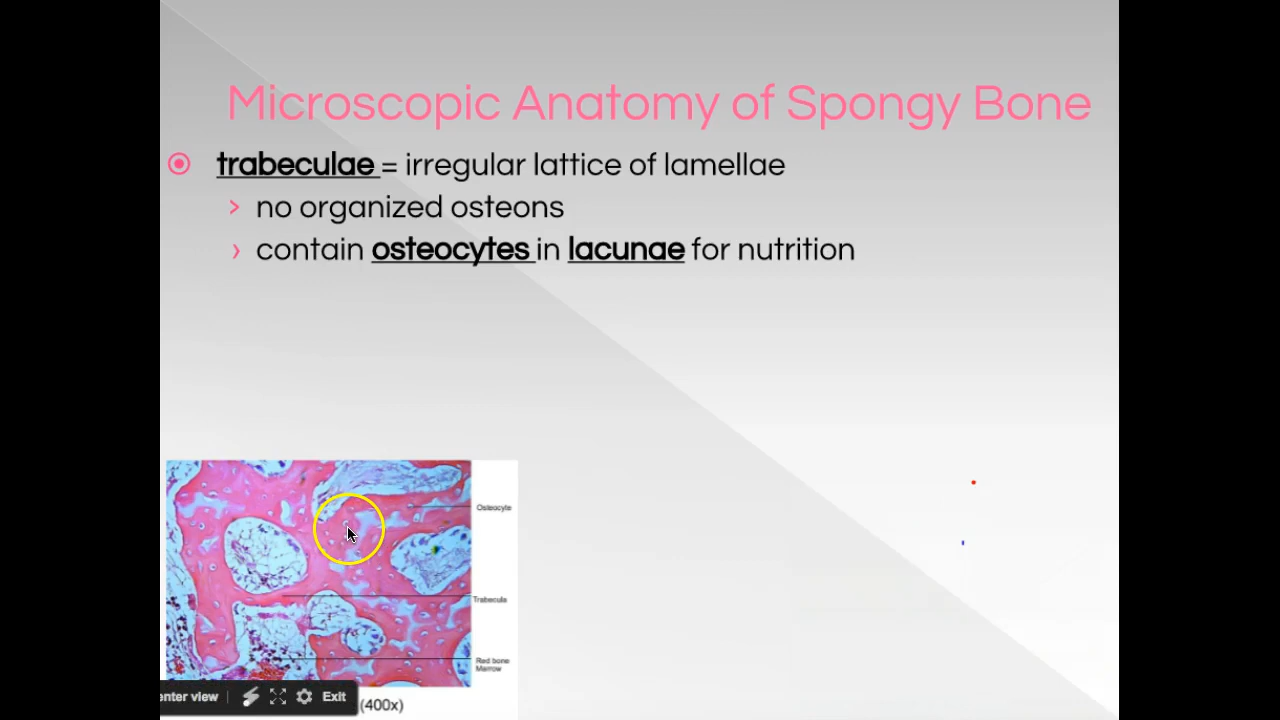 Microscopic Anatomy of Spongy Bone
trabeculae = irregular lattice of lamellae
no organized osteons
contain osteocytes in lacunae for nutrition
Osteocyte
Trabecula
Red bone
Marrow
enter view
Exit
(400x)